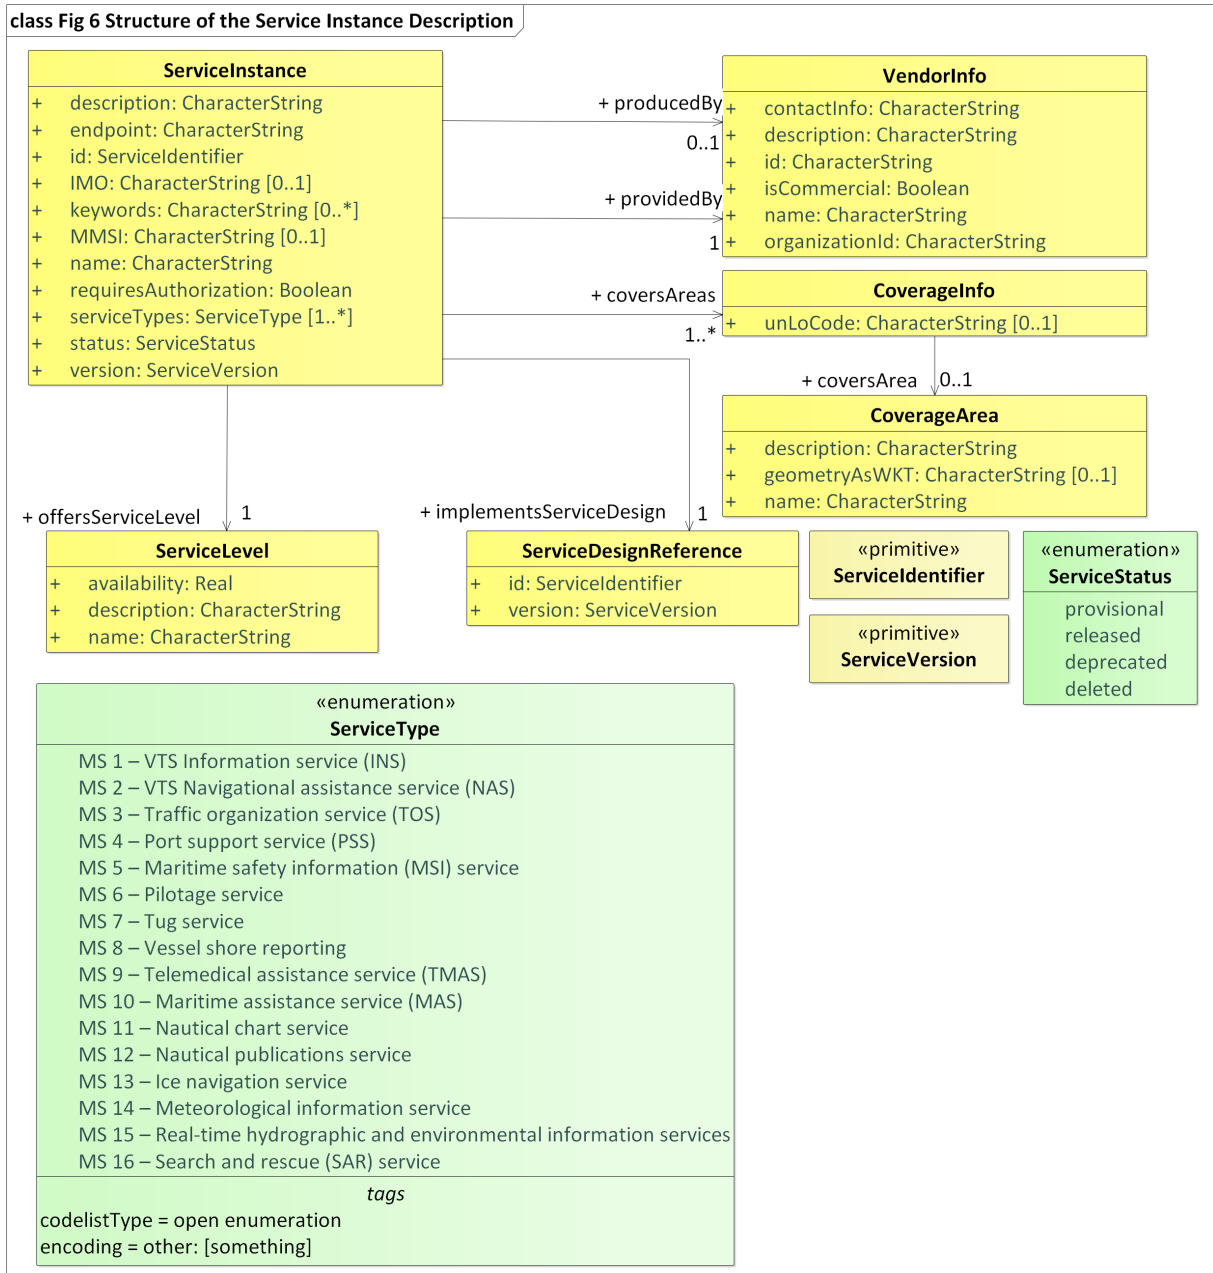 class Fig 6 Structure of the Service Instance Description
ServiceInstance
+ description: CharacterString
+ endpoint: CharacterString
+ id: ServiceIdentifier
+ IMO: CharacterString [0..1]
+ keywords: CharacterString [0..*]
+ MMSI: CharacterString [0..1]
+ name: CharacterString
+ requiresAuthorization: Boolean
+ serviceTypes: ServiceType [1..*]
+ status: ServiceStatus
+ version: ServiceVersion
+ producedBy
0..1
+ providedBy
1
+ coversAreas
1..*
VendorInfo
+ contactInfo: CharacterString
+ description: CharacterString
+ id: CharacterString
+ isCommercial: Boolean
+ name: CharacterString
+ organizationId: CharacterString
CoverageInfo
+ unLoCode: CharacterString [0..1]
+ coversArea 0..1
CoverageArea
+ description: CharacterString
+ geometryAsWKT: CharacterString [0..1]
+ name: CharacterString
+ offersServiceLevel 1
+ implementsServiceDesign 1
ServiceLevel
+ availability: Real
+ description: CharacterString
+ name: CharacterString
ServiceDesignReference
+ id: ServiceIdentifier
+ version: ServiceVersion
«primitive»
ServiceIdentifier
«primitive»
ServiceVersion
«enumeration»
ServiceStatus
provisional
released
deprecated
deleted
«enumeration»
ServiceType
MS 1 – VTS Information service (INS)
MS 2 – VTS Navigational assistance service (NAS)
MS 3 – Traffic organization service (TOS)
MS 4 – Port support service (PSS)
MS 5 – Maritime safety information (MSI) service
MS 6 – Pilotage service
MS 7 – Tug service
MS 8 – Vessel shore reporting
MS 9 – Telemedical assistance service (TMAS)
MS 10 – Maritime assistance service (MAS)
MS 11 – Nautical chart service
MS 12 – Nautical publications service
MS 13 – Ice navigation service
MS 14 – Meteorological information service
MS 15 – Real-time hydrographic and environmental information services
MS 16 – Search and rescue (SAR) service
tags
codelistType = open enumeration
encoding = other: [something]